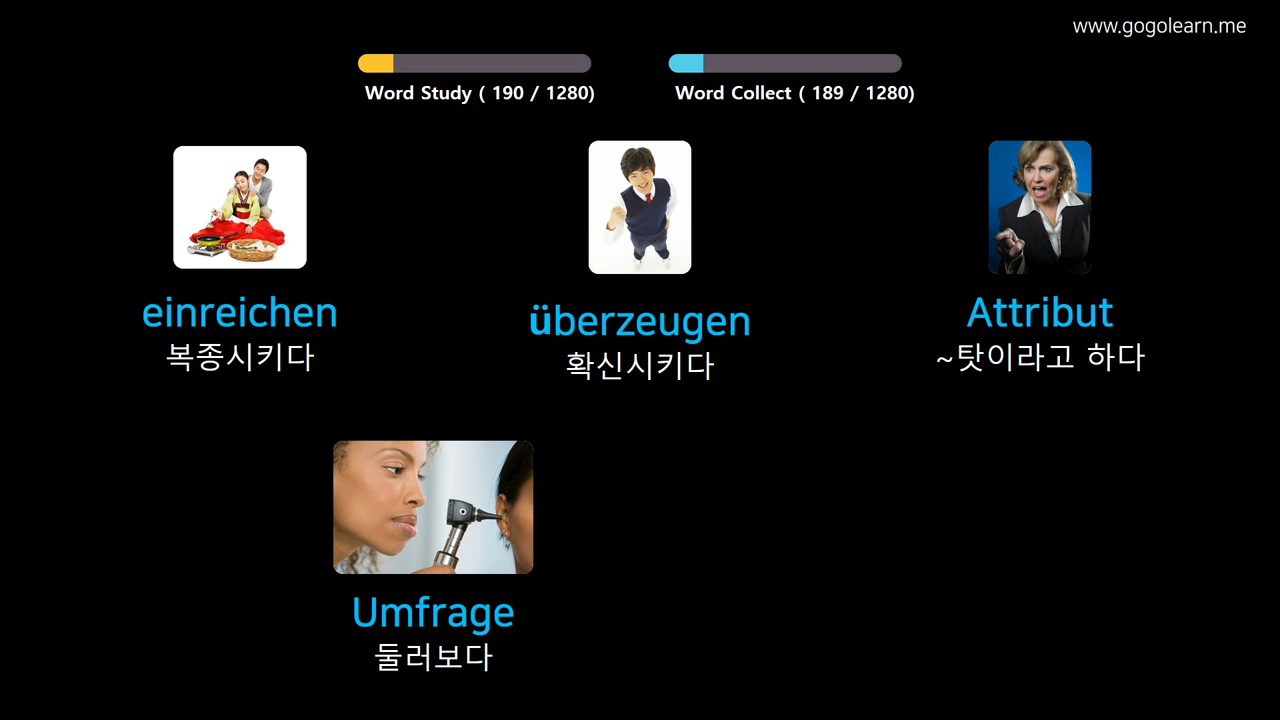 www.gogolearn.me
Word Study ( 190 / 1280)
Word Collect ( 189 / 1280)
einreichen
복종시키다
überzeugen
확신시키다
Attribut
~탓이라고 하다
Umfrage
둘러보다